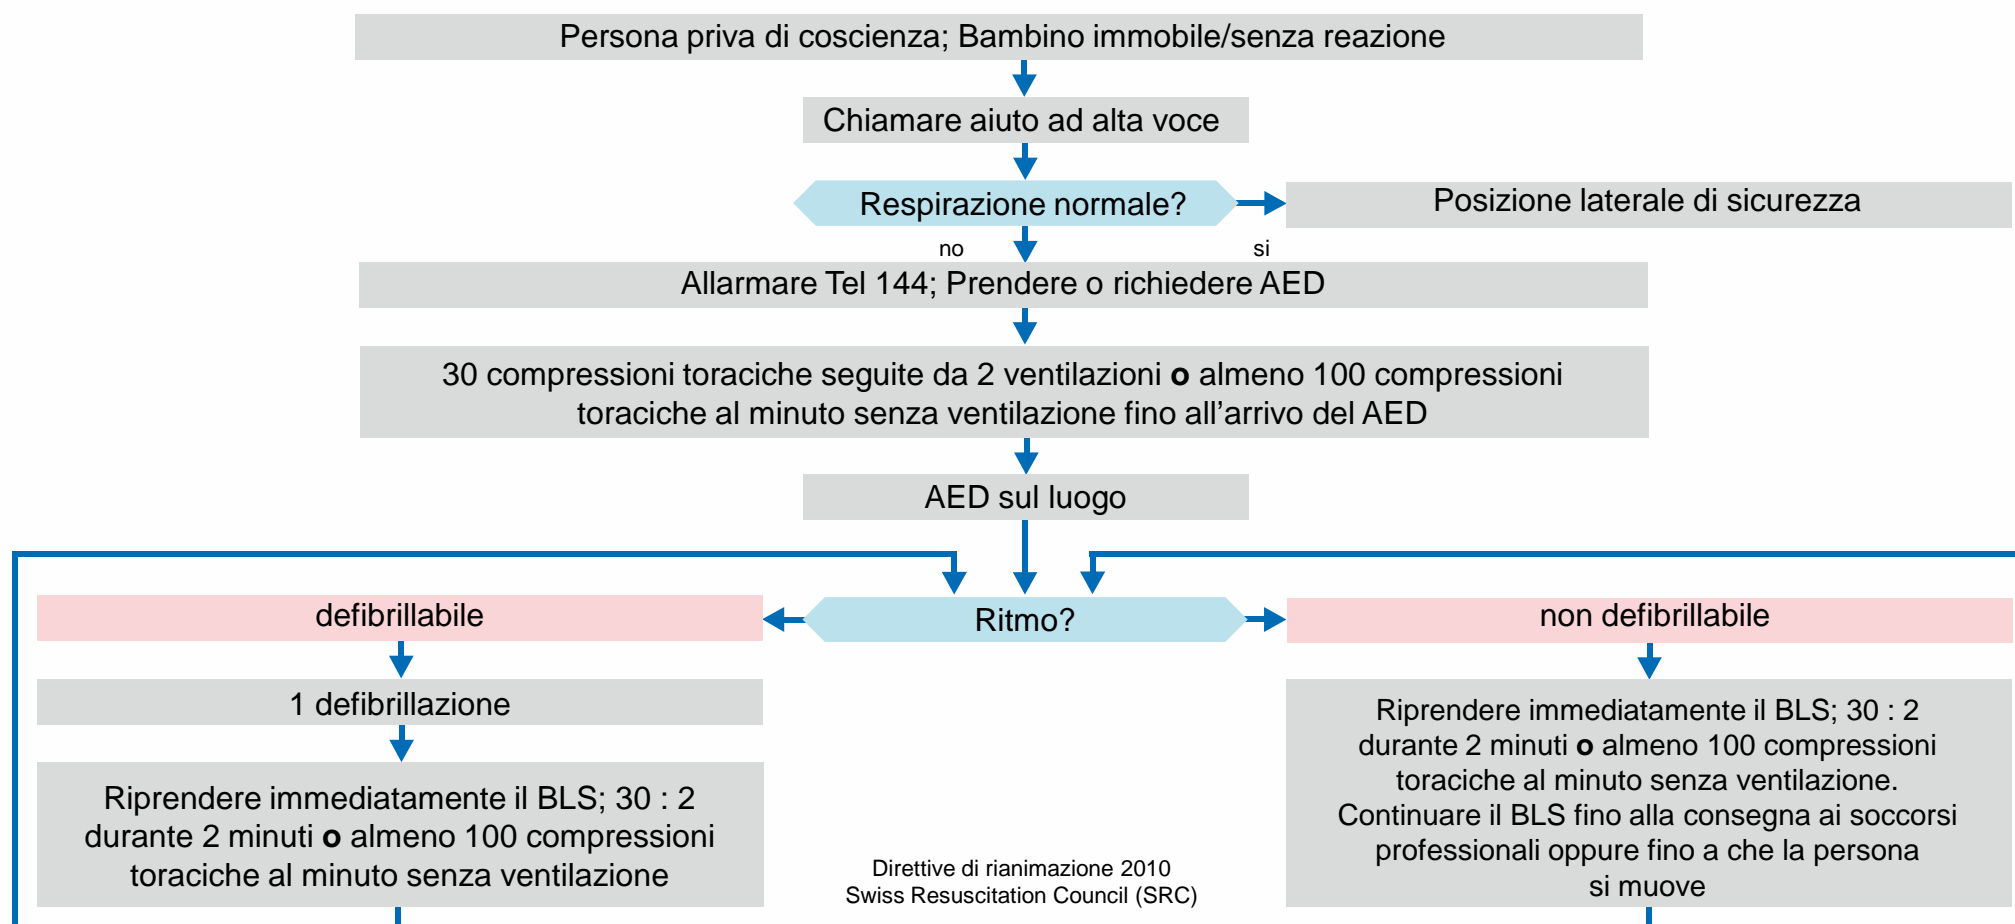 Persona priva di coscienza; Bambino immobile/senza reazione
Chiamare aiuto ad alta voce
Respirazione normale?
Posizione laterale di sicurezza
no
si
Allarmare Tel 144; Prendere o richiedere AED
30 compressioni toraciche seguite da 2 ventilazioni o almeno 100 compressioni
toraciche al minuto senza ventilazione fino all’arrivo del AED
AED sul luogo
defibrillabile
Ritmo?
non defibrillabile
1 defibrillazione
Riprendere immediatamente il BLS; 30 : 2
durante 2 minuti o almeno 100 compressioni
toraciche al minuto senza ventilazione
Riprendere immediatamente il BLS; 30 : 2
durante 2 minuti o almeno 100 compressioni
toraciche al minuto senza ventilazione.
Continuare il BLS fino alla consegna ai soccorsi
professionali oppure fino a che la persona
si muove
Direttive di rianimazione 2010
Swiss Resuscitation Council (SRC)